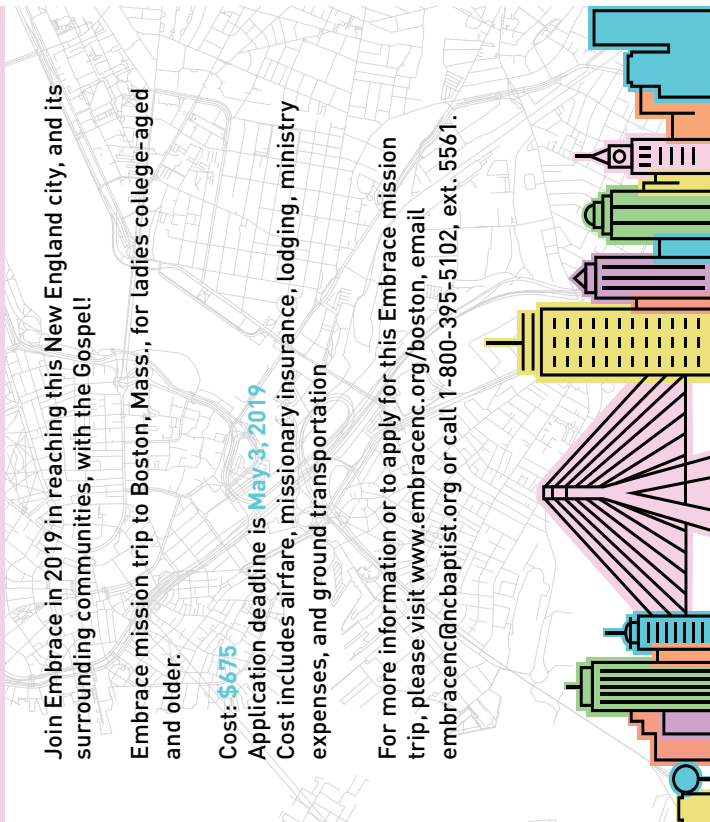 Join Embrace in 2019 in reaching this New England city, and its
surrounding communities, with the Gospel!
Embrace mission trip to Boston, Mass., for ladies college-aged
and older.
Cost: $675
Application deadline is May 3, 2019
Cost includes airfare, missionary insurance, lodging, ministry
expenses, and ground transportation
For more information or to apply for this Embrace mission
trip, please visit www.embracenc.org/boston, email
embracenc@ncbaptist.org or call 1-800-395-5102, ext. 5561.